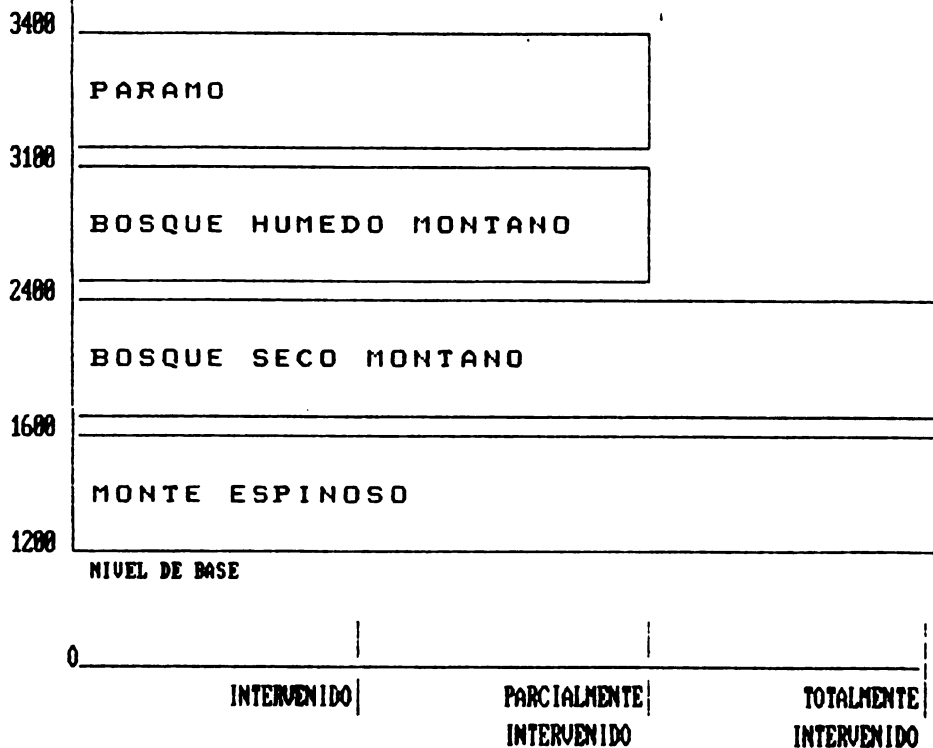 3400
PARAMO
3100
BOSQUE HUMEDO MONTANO
2400
BOSQUE SECO MONTANO
1600
MONTE ESPINOSO
1200
NIVEL DE BASE
0
INTERVENIDO PARCIALMENTE TOTALMENTE
INTERVENIDO INTERVENIDO